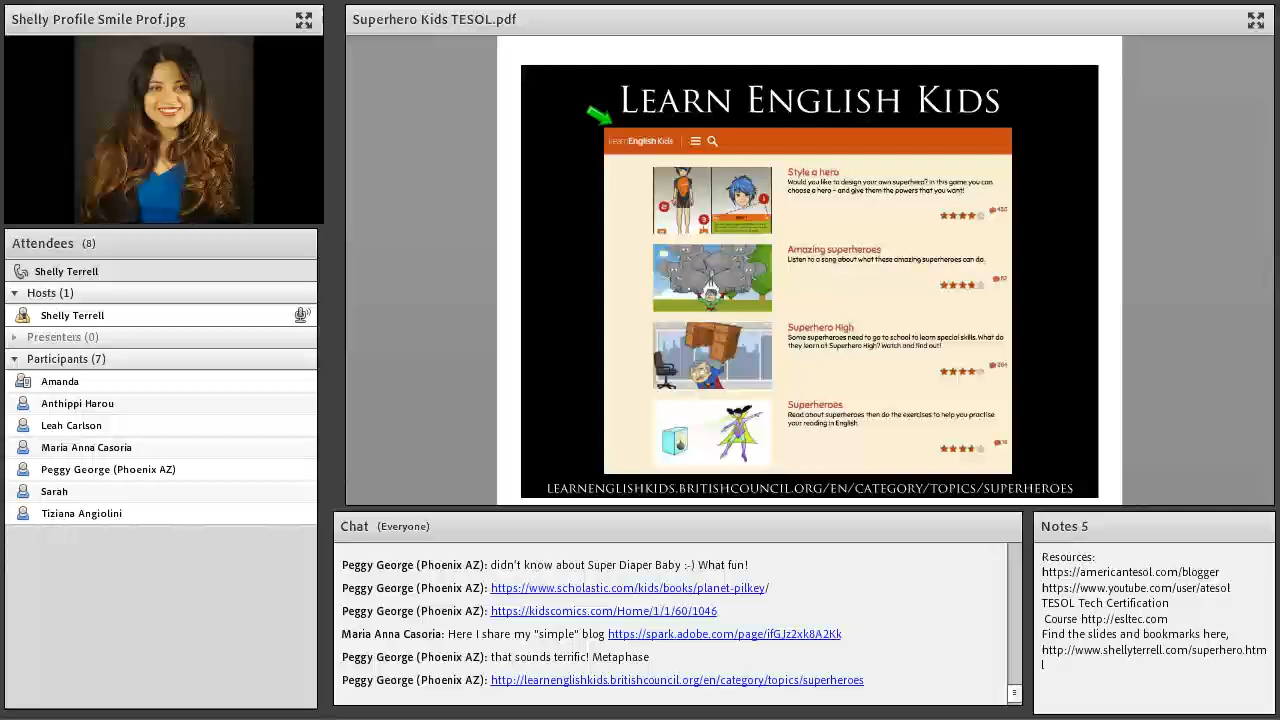 Shelly Profile Smile Prof.jpg
Superhero Kids TESOL.pdf
LEARN ENGLISH KIDS
LearnEnglish Kids
Style a hero
Would you like to design your own superhero? In this game you can
choose a hero - and give them the powers that you want!
Amazing superheroes
Listen to a song about what these amazing superheroes can do.
Superhero High
Some superheroes need to go to school to learn special skills. What do
they learn at Superhero High? Watch and find out!
Superheroes
Read about superheroes then do the exercises to help you practise
your reading in English.
LEARNENGLISHKIDS.BRITISHCOUNCIL.ORG/EN/CATEGORY/TOPICS/SUPERHEROES
Attendees (8)
Shelly Terrell
Hosts (1)
Shelly Terrell
Presenters (0)
Participants (7)
Amanda
Anthippi Harou
Leah Carlson
Maria Anna Casoria
Peggy George (Phoenix AZ)
Sarah
Tiziana Angiolini
Chat (Everyone)
Peggy George (Phoenix AZ): didn't know about Super Diaper Baby :-) What fun!
Peggy George (Phoenix AZ): https://www.scholastic.com/kids/books/planet-pilkey/
Peggy George (Phoenix AZ): https://kidscomics.com/Home/1/1/60/1046
Maria Anna Casoria: Here I share my "simple" blog https://spark.adobe.com/page/ifGJz2xk8A2Kk
Peggy George (Phoenix AZ): that sounds terrific! Metaphase
Peggy George (Phoenix AZ): http://learnenglishkids.britishcouncil.org/en/category/topics/superheroes
Notes 5
Resources:
https://americantesol.com/blogger
https://www.youtube.com/user/atesol
TESOL Tech Certification
Course http://esltec.com
Find the slides and bookmarks here,
http://www.shellyterrell.com/superhero.htm
l